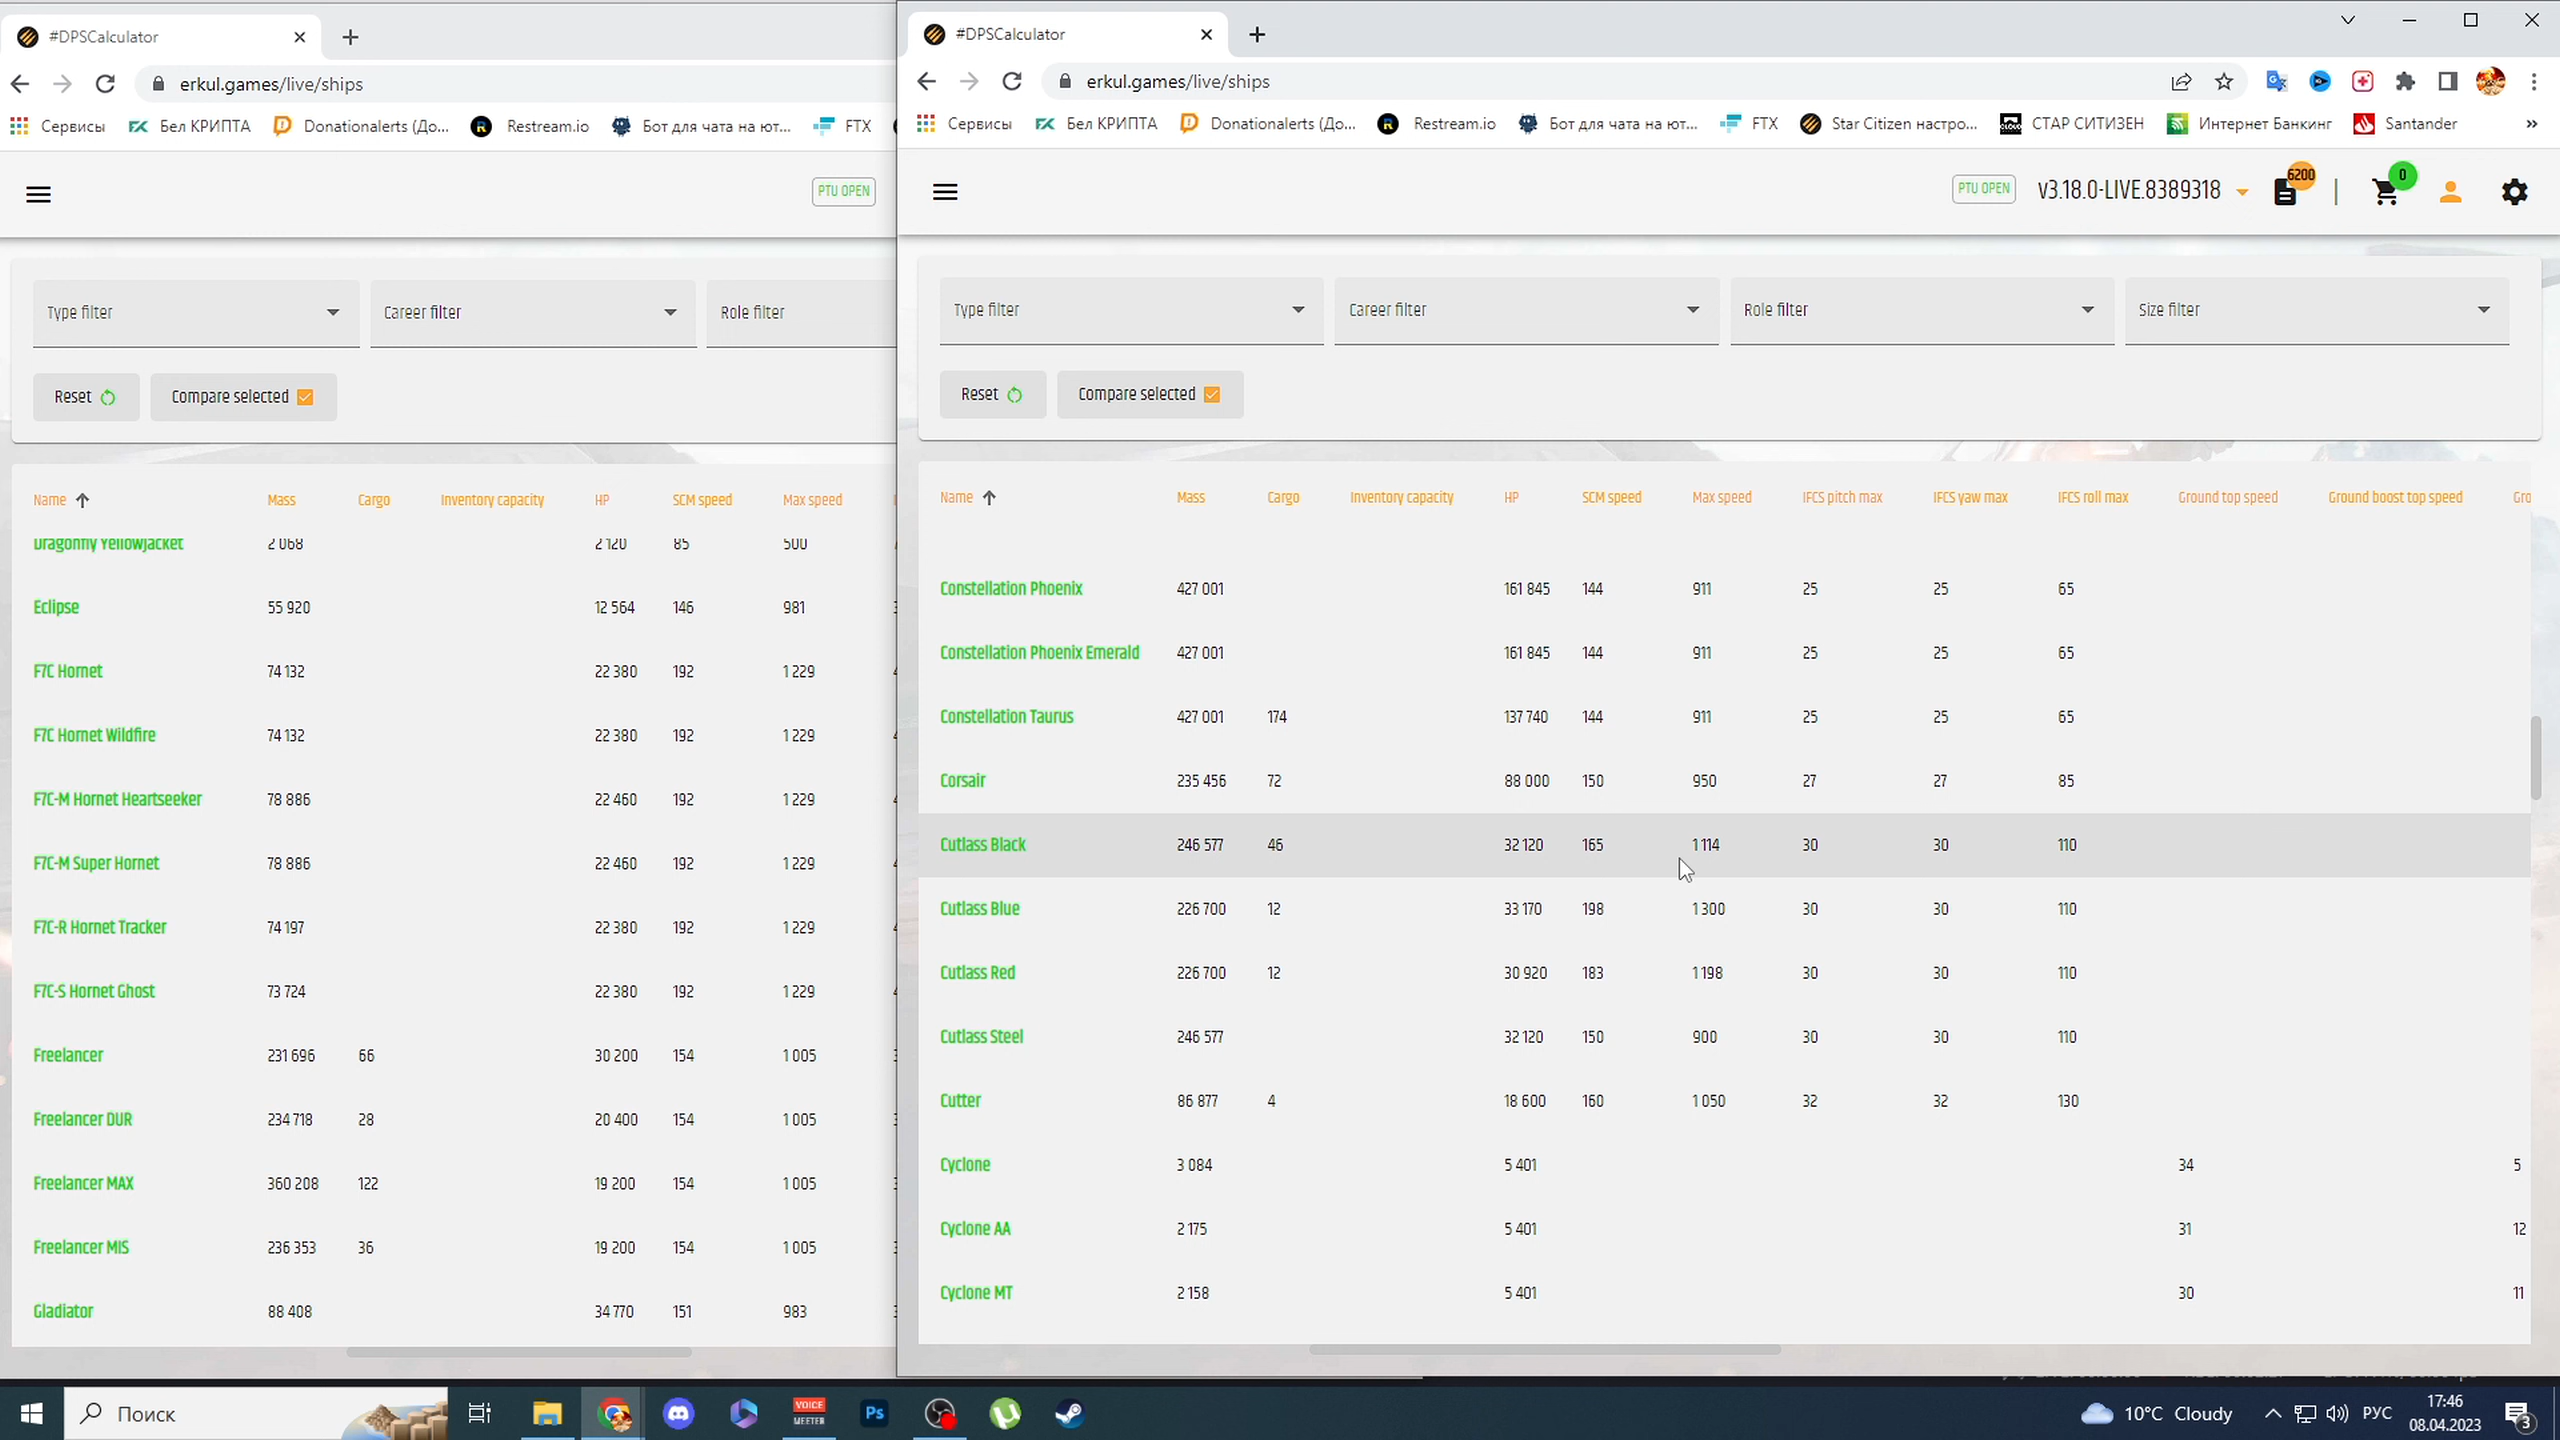 #DPSCalculator
erkul.games/live/ships
Сервисы Бел КРИПТА Donationalerts (До... Restream.io Бот для чата на ют... FTX
PTU OPEN
Type filter Career filter Role filter
Reset Compare selected
Name Mass Cargo Inventory capacity HP SCM speed Max speed
Dragonfly Yellowjacket 2 068 2 120 85 500
Eclipse 55 920 12 564 146 981
F7C Hornet 74 132 22 380 192 1 229
F7C Hornet Wildfire 74 132 22 380 192 1 229
F7C-M Hornet Heartseeker 78 886 22 460 192 1 229
F7C-M Super Hornet 78 886 22 460 192 1 229
F7C-R Hornet Tracker 74 197 22 380 192 1 229
F7C-S Hornet Ghost 73 724 22 380 192 1 229
Freelancer 231 696 66 30 200 154 1 005
Freelancer DUR 234 718 28 20 400 154 1 005
Freelancer MAX 360 208 122 19 200 154 1 005
Freelancer MIS 236 353 36 19 200 154 1 005
Gladiator 88 408 34 770 151 983
#DPSCalculator
erkul.games/live/ships
Сервисы Бел КРИПТА Donationalerts (До... Restream.io Бот для чата на ют... FTX Star Citizen настро... СТАР СИТИЗЕН Интернет Банкинг Santander »
PTU OPEN v3.18.0-LIVE.8389318 6200 | 0
Type filter Career filter Role filter Size filter
Reset Compare selected
Name Mass Cargo Inventory capacity HP SCM speed Max speed IFCS pitch max IFCS yaw max IFCS roll max Ground top speed Ground boost top speed Gro
Constellation Phoenix 427 001 161 845 144 911 25 25 65
Constellation Phoenix Emerald 427 001 161 845 144 911 25 25 65
Constellation Taurus 427 001 174 137 740 144 911 25 25 65
Corsair 235 456 72 88 000 150 950 27 27 85
Cutlass Black 246 577 46 32 120 165 1 114 30 30 110
Cutlass Blue 226 700 12 33 170 198 1 300 30 30 110
Cutlass Red 226 700 12 30 920 183 1 198 30 30 110
Cutlass Steel 246 577 32 120 150 900 30 30 110
Cutter 86 877 4 18 600 160 1 050 32 32 130
Cyclone 3 084 5 401 34 5
Cyclone AA 2 175 5 401 31 12
Cyclone MT 2 158 5 401 30 11
Поиск VOICE MEETER Ps 10°C Cloudy РУС 17:46
08.04.2023 3